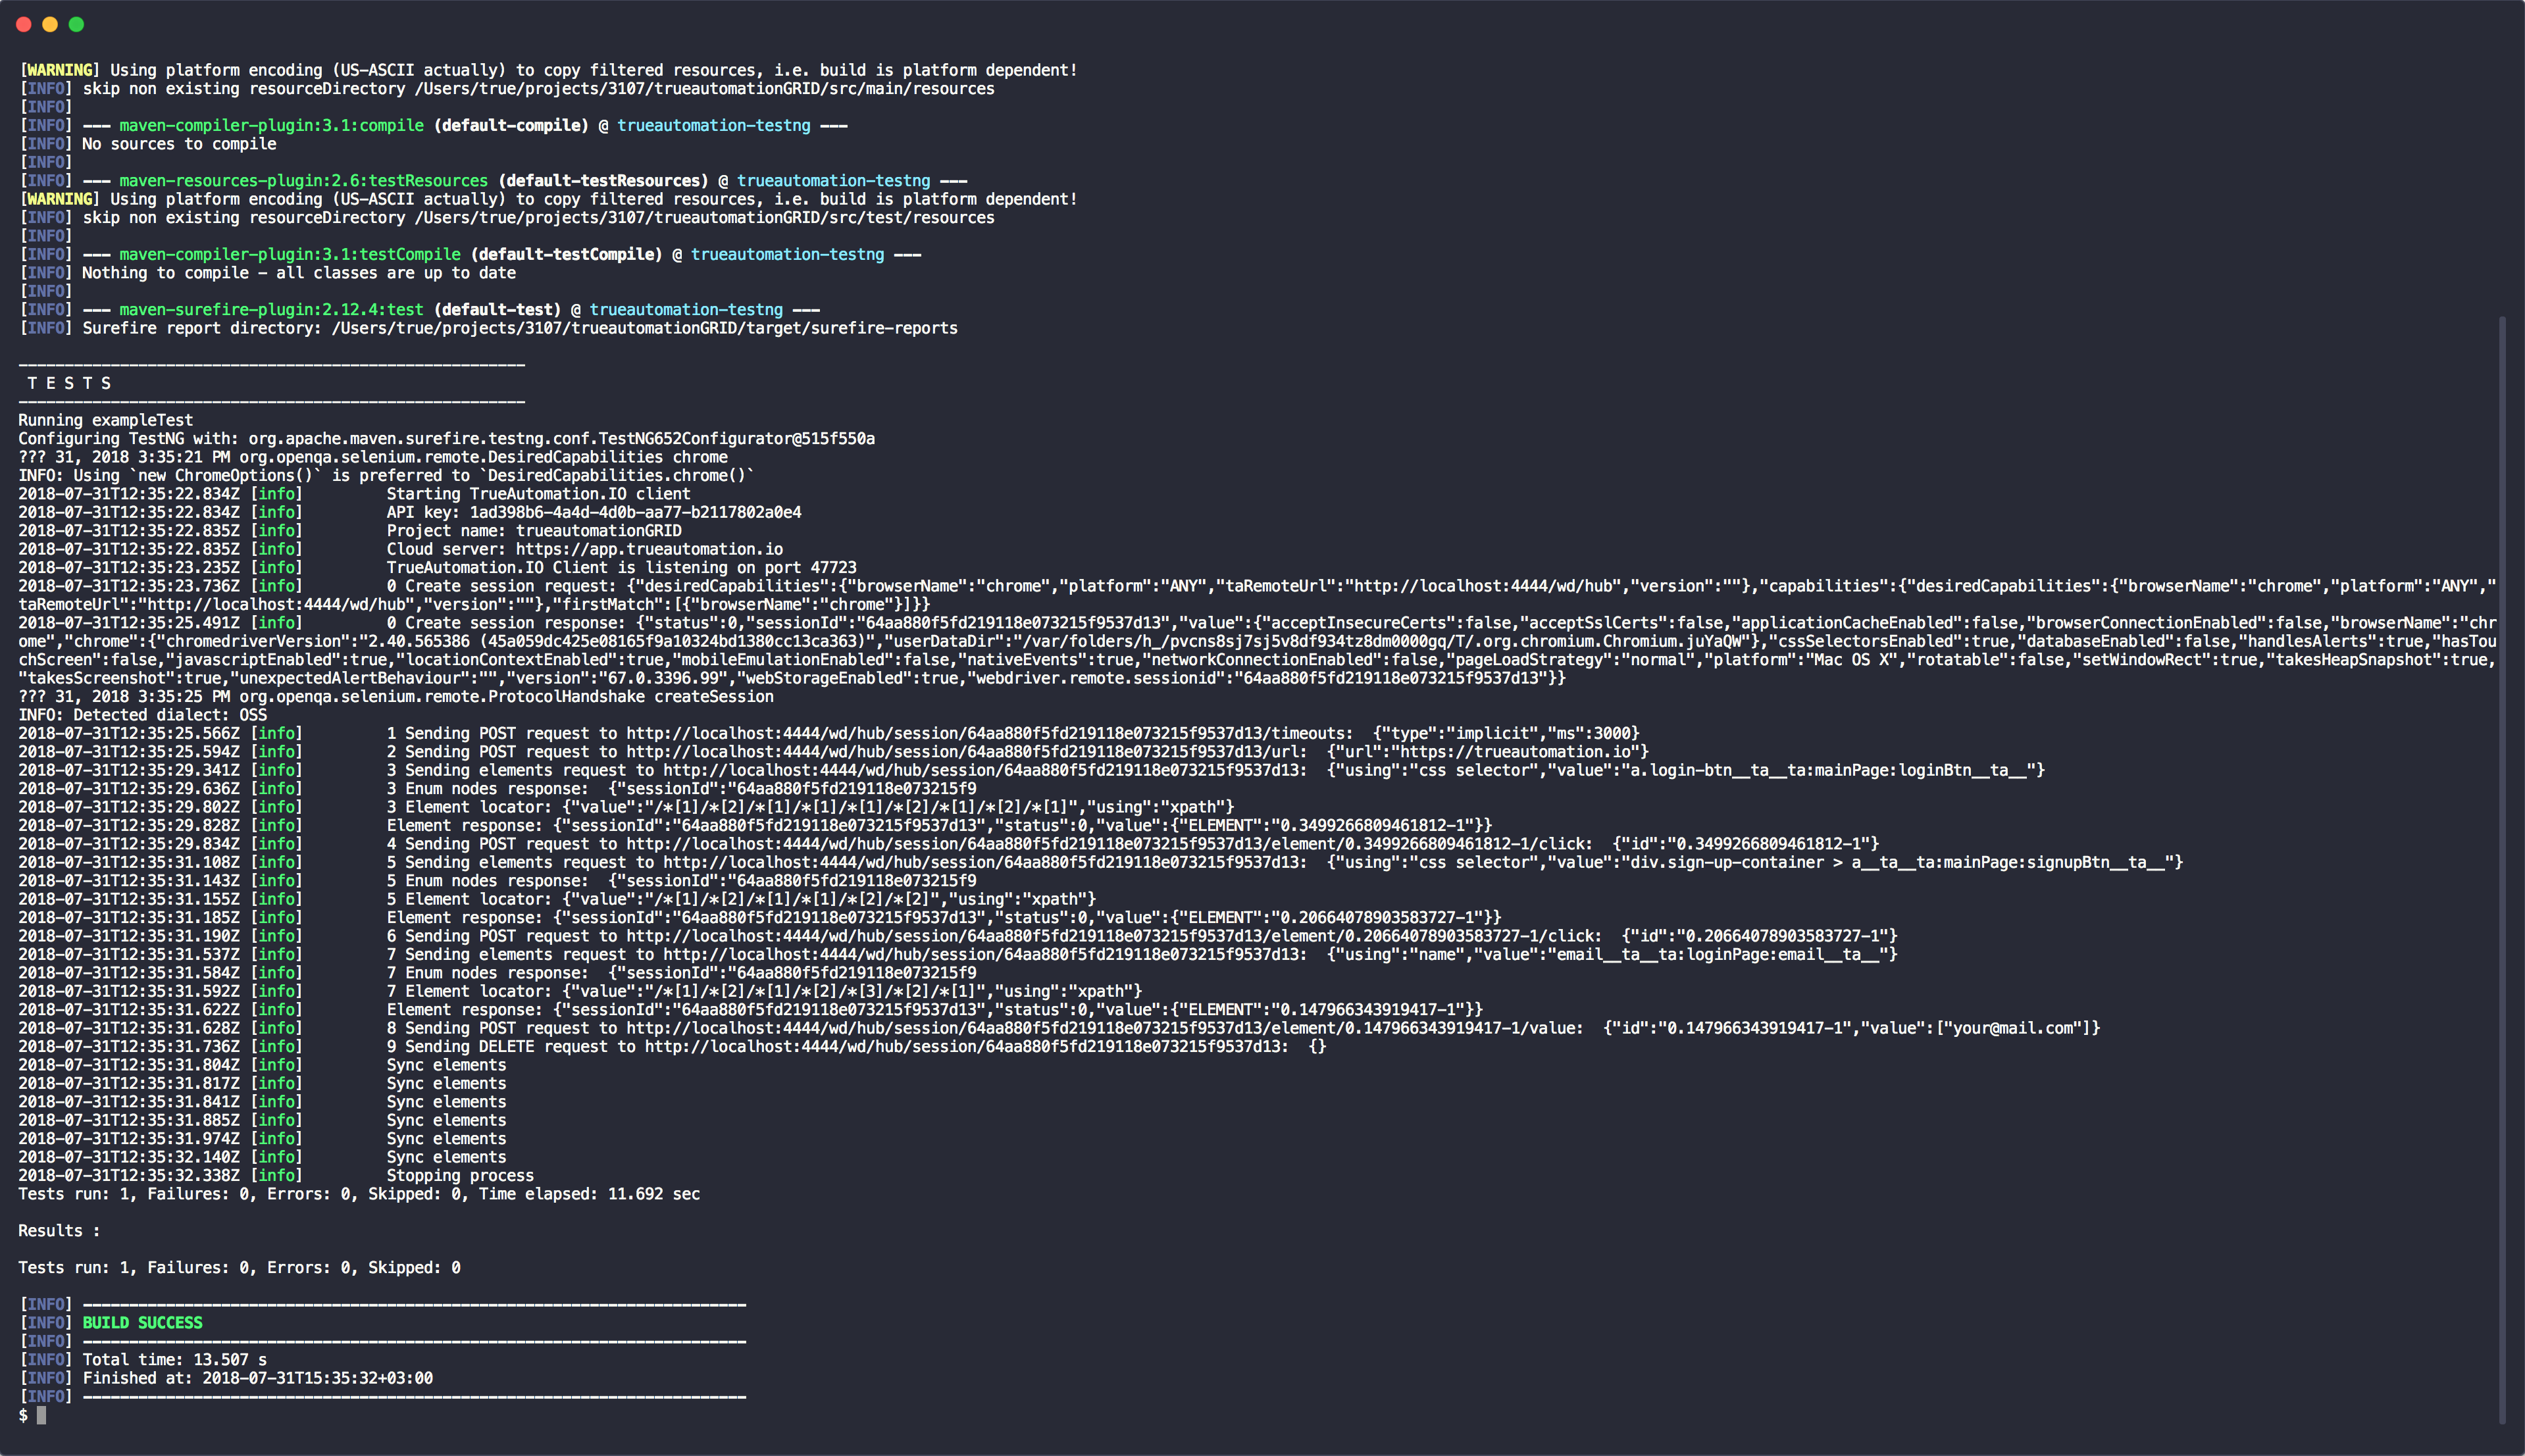 [WARNING] Using platform encoding (US-ASCII actually) to copy filtered resources, i.e. build is platform dependent!
[INFO] skip non existing resourceDirectory /Users/true/projects/3107/trueautomationGRID/src/main/resources
[INFO]
[INFO] --- maven-compiler-plugin:3.1:compile (default-compile) @ trueautomation-testng ---
[INFO] No sources to compile
[INFO]
[INFO] --- maven-resources-plugin:2.6:testResources (default-testResources) @ trueautomation-testng ---
[WARNING] Using platform encoding (US-ASCII actually) to copy filtered resources, i.e. build is platform dependent!
[INFO] skip non existing resourceDirectory /Users/true/projects/3107/trueautomationGRID/src/test/resources
[INFO]
[INFO] --- maven-compiler-plugin:3.1:testCompile (default-testCompile) @ trueautomation-testng ---
[INFO] Nothing to compile - all classes are up to date
[INFO]
[INFO] --- maven-surefire-plugin:2.12.4:test (default-test) @ trueautomation-testng ---
[INFO] Surefire report directory: /Users/true/projects/3107/trueautomationGRID/target/surefire-reports

-------------------------------------------------------
 T E S T S
-------------------------------------------------------
Running exampleTest
Configuring TestNG with: org.apache.maven.surefire.testng.conf.TestNG652Configurator@515f550a
??? 31, 2018 3:35:21 PM org.openqa.selenium.remote.DesiredCapabilities chrome
INFO: Using `new ChromeOptions()` is preferred to `DesiredCapabilities.chrome()`
2018-07-31T12:35:22.834Z [info] Starting TrueAutomation.IO client
2018-07-31T12:35:22.834Z [info] API key: 1ad398b6-4a4d-4d0b-aa77-b2117802a0e4
2018-07-31T12:35:22.835Z [info] Project name: trueautomationGRID
2018-07-31T12:35:22.835Z [info] Cloud server: https://app.trueautomation.io
2018-07-31T12:35:23.235Z [info] TrueAutomation.IO Client is listening on port 47723
2018-07-31T12:35:23.736Z [info] 0 Create session request: {"desiredCapabilities":{"browserName":"chrome","platform":"ANY","taRemoteUrl":"http://localhost:4444/wd/hub","version":""},"capabilities":{"desiredCapabilities":{"browserName":"chrome","platform":"ANY","
taRemoteUrl":"http://localhost:4444/wd/hub","version":""},"firstMatch":[{"browserName":"chrome"}]}}
2018-07-31T12:35:25.491Z [info] 0 Create session response: {"status":0,"sessionId":"64aa880f5fd219118e073215f9537d13","value":{"acceptInsecureCerts":false,"acceptSslCerts":false,"applicationCacheEnabled":false,"browserConnectionEnabled":false,"browserName":"chr
ome","chrome":{"chromedriverVersion":"2.40.565386 (45a059dc425e08165f9a10324bd1380cc13ca363)","userDataDir":"/var/folders/h_/pvcns8sj7sj5v8df934tz8dm0000gq/T/.org.chromium.Chromium.juYaQW"},"cssSelectorsEnabled":true,"databaseEnabled":false,"handlesAlerts":true,"hasTou
chScreen":false,"javascriptEnabled":true,"locationContextEnabled":true,"mobileEmulationEnabled":false,"nativeEvents":true,"networkConnectionEnabled":false,"pageLoadStrategy":"normal","platform":"Mac OS X","rotatable":false,"setWindowRect":true,"takesHeapSnapshot":true,
"takesScreenshot":true,"unexpectedAlertBehaviour":"","version":"67.0.3396.99","webStorageEnabled":true,"webdriver.remote.sessionid":"64aa880f5fd219118e073215f9537d13"}}
??? 31, 2018 3:35:25 PM org.openqa.selenium.remote.ProtocolHandshake createSession
INFO: Detected dialect: OSS
2018-07-31T12:35:25.566Z [info] 1 Sending POST request to http://localhost:4444/wd/hub/session/64aa880f5fd219118e073215f9537d13/timeouts:  {"type":"implicit","ms":3000}
2018-07-31T12:35:25.594Z [info] 2 Sending POST request to http://localhost:4444/wd/hub/session/64aa880f5fd219118e073215f9537d13/url:  {"url":"https://trueautomation.io"}
2018-07-31T12:35:29.341Z [info] 3 Sending elements request to http://localhost:4444/wd/hub/session/64aa880f5fd219118e073215f9537d13:  {"using":"css selector","value":"a.login-btn__ta__ta:mainPage:loginBtn__ta__"}
2018-07-31T12:35:29.636Z [info] 3 Enum nodes response:  {"sessionId":"64aa880f5fd219118e073215f9
2018-07-31T12:35:29.802Z [info] 3 Element locator: {"value":"/*[1]/*[2]/*[1]/*[1]/*[1]/*[2]/*[1]/*[2]/*[1]","using":"xpath"}
2018-07-31T12:35:29.828Z [info] Element response: {"sessionId":"64aa880f5fd219118e073215f9537d13","status":0,"value":{"ELEMENT":"0.3499266809461812-1"}}
2018-07-31T12:35:29.834Z [info] 4 Sending POST request to http://localhost:4444/wd/hub/session/64aa880f5fd219118e073215f9537d13/element/0.3499266809461812-1/click:  {"id":"0.3499266809461812-1"}
2018-07-31T12:35:31.108Z [info] 5 Sending elements request to http://localhost:4444/wd/hub/session/64aa880f5fd219118e073215f9537d13:  {"using":"css selector","value":"div.sign-up-container > a__ta__ta:mainPage:signupBtn__ta__"}
2018-07-31T12:35:31.143Z [info] 5 Enum nodes response:  {"sessionId":"64aa880f5fd219118e073215f9
2018-07-31T12:35:31.155Z [info] 5 Element locator: {"value":"/*[1]/*[2]/*[1]/*[1]/*[2]/*[2]","using":"xpath"}
2018-07-31T12:35:31.185Z [info] Element response: {"sessionId":"64aa880f5fd219118e073215f9537d13","status":0,"value":{"ELEMENT":"0.20664078903583727-1"}}
2018-07-31T12:35:31.190Z [info] 6 Sending POST request to http://localhost:4444/wd/hub/session/64aa880f5fd219118e073215f9537d13/element/0.20664078903583727-1/click:  {"id":"0.20664078903583727-1"}
2018-07-31T12:35:31.537Z [info] 7 Sending elements request to http://localhost:4444/wd/hub/session/64aa880f5fd219118e073215f9537d13:  {"using":"name","value":"email__ta__ta:loginPage:email__ta__"}
2018-07-31T12:35:31.584Z [info] 7 Enum nodes response:  {"sessionId":"64aa880f5fd219118e073215f9
2018-07-31T12:35:31.592Z [info] 7 Element locator: {"value":"/*[1]/*[2]/*[1]/*[2]/*[3]/*[2]/*[1]","using":"xpath"}
2018-07-31T12:35:31.622Z [info] Element response: {"sessionId":"64aa880f5fd219118e073215f9537d13","status":0,"value":{"ELEMENT":"0.147966343919417-1"}}
2018-07-31T12:35:31.628Z [info] 8 Sending POST request to http://localhost:4444/wd/hub/session/64aa880f5fd219118e073215f9537d13/element/0.147966343919417-1/value:  {"id":"0.147966343919417-1","value":["your@mail.com"]}
2018-07-31T12:35:31.736Z [info] 9 Sending DELETE request to http://localhost:4444/wd/hub/session/64aa880f5fd219118e073215f9537d13:  {}
2018-07-31T12:35:31.804Z [info] Sync elements
2018-07-31T12:35:31.817Z [info] Sync elements
2018-07-31T12:35:31.841Z [info] Sync elements
2018-07-31T12:35:31.885Z [info] Sync elements
2018-07-31T12:35:31.974Z [info] Sync elements
2018-07-31T12:35:32.140Z [info] Sync elements
2018-07-31T12:35:32.338Z [info] Stopping process
Tests run: 1, Failures: 0, Errors: 0, Skipped: 0, Time elapsed: 11.692 sec

Results :

Tests run: 1, Failures: 0, Errors: 0, Skipped: 0

[INFO] ------------------------------------------------------------------------
[INFO] BUILD SUCCESS
[INFO] ------------------------------------------------------------------------
[INFO] Total time: 13.507 s
[INFO] Finished at: 2018-07-31T15:35:32+03:00
[INFO] ------------------------------------------------------------------------
$